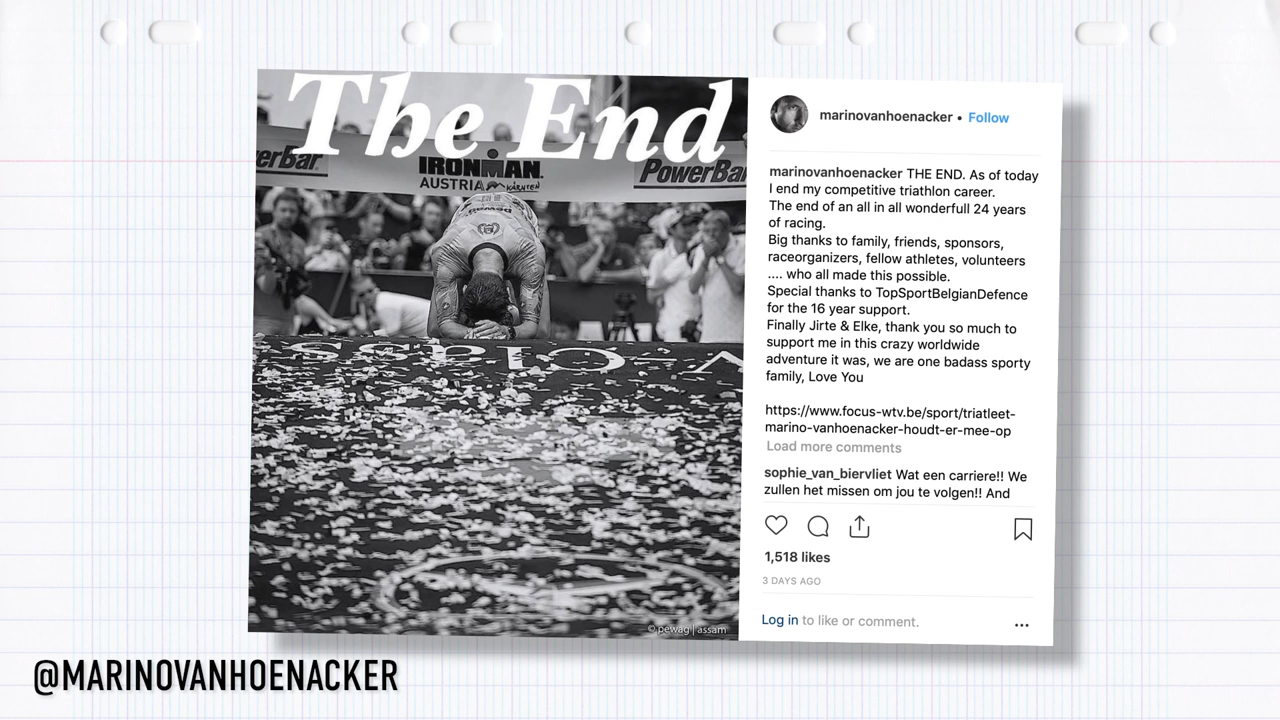 The End
erBar.
IRONMAN.
AUSTRIA KÄRNTEN
PowerBar
pewag
© pewag | assam
marinovanhoenacker • Follow
marinovanhoenacker THE END. As of today
I end my competitive triathlon career.
The end of an all in all wonderfull 24 years
of racing.
Big thanks to family, friends, sponsors,
raceorganizers, fellow athletes, volunteers
.... who all made this possible.
Special thanks to TopSportBelgianDefence
for the 16 year support.
Finally Jirte & Elke, thank you so much to
support me in this crazy worldwide
adventure it was, we are one badass sporty
family, Love You
https://www.focus-wtv.be/sport/triatleet-
marino-vanhoenacker-houdt-er-mee-op
Load more comments
sophie_van_biervliet Wat een carriere!! We
zullen het missen om jou te volgen!! And
1,518 likes
3 DAYS AGO
Log in to like or comment.
@MARINOVANHOENACKER